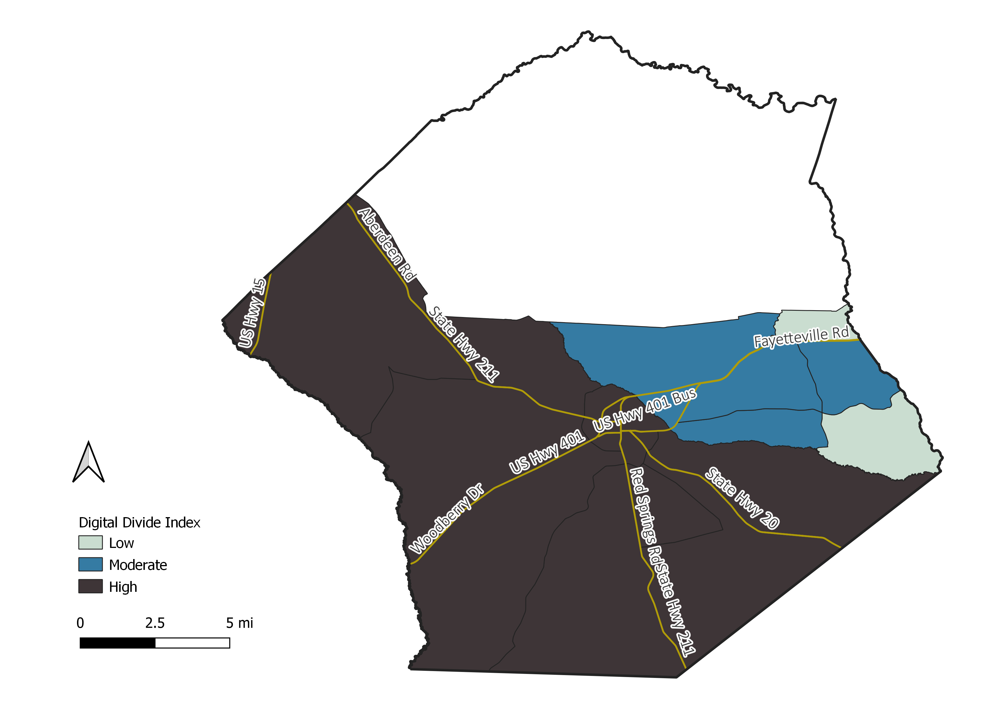 Aberdeen Rd
US Hwy 15
State Hwy 211
Fayetteville Rd
US Hwy 401 Bus
US Hwy 401
Woodberry Dr
Red Springs Rd
State Hwy 20
State Hwy 211
Digital Divide Index
Low
Moderate
High
0 2.5 5 mi